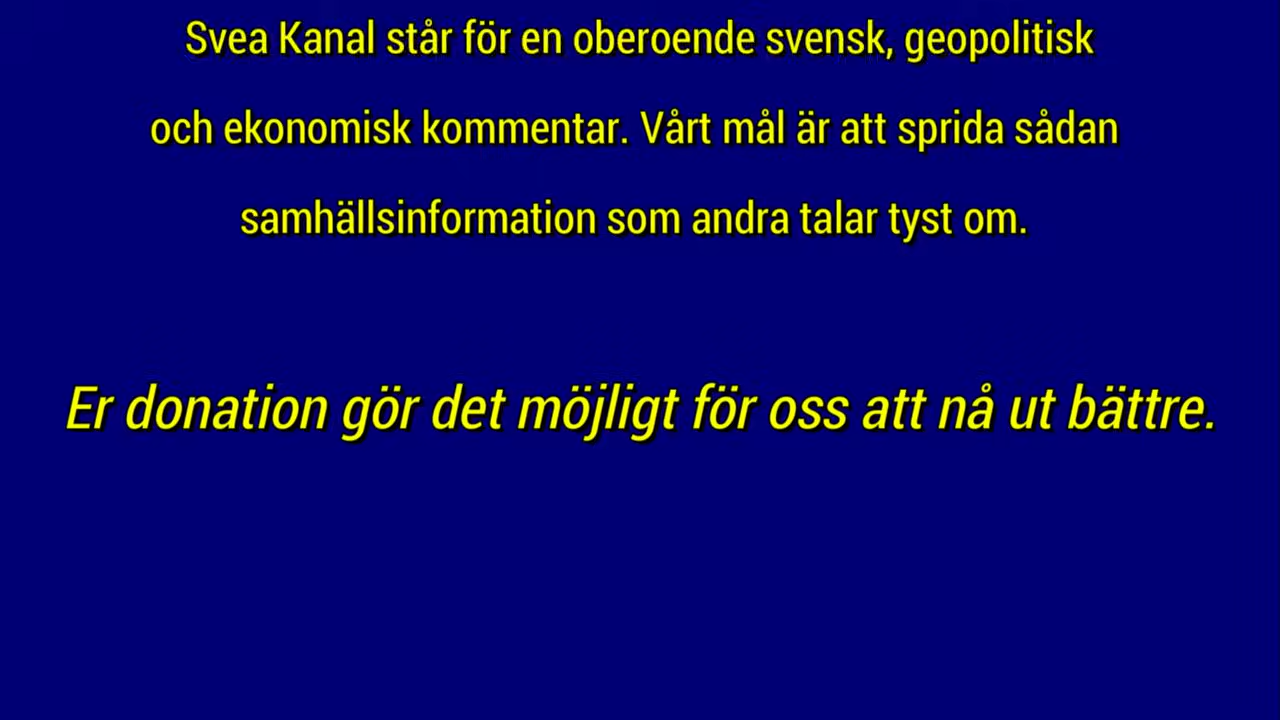 Svea Kanal står för en oberoende svensk, geopolitisk
och ekonomisk kommentar. Vårt mål är att sprida sådan
samhällsinformation som andra talar tyst om.
Er donation gör det möjligt för oss att nå ut bättre.